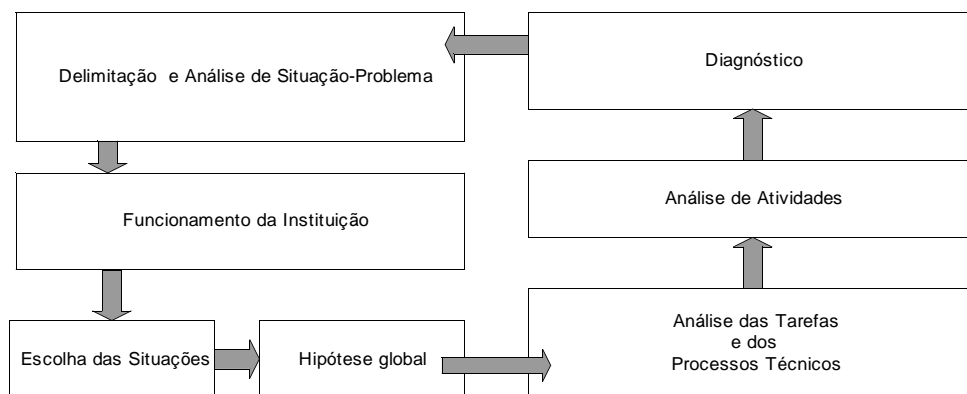 Delimitação e Análise de Situação-Problema
Diagnóstico
Funcionamento da Instituição
Análise de Atividades
Escolha das Situações
Hipótese global
Análise das Tarefas
e dos
Processos Técnicos